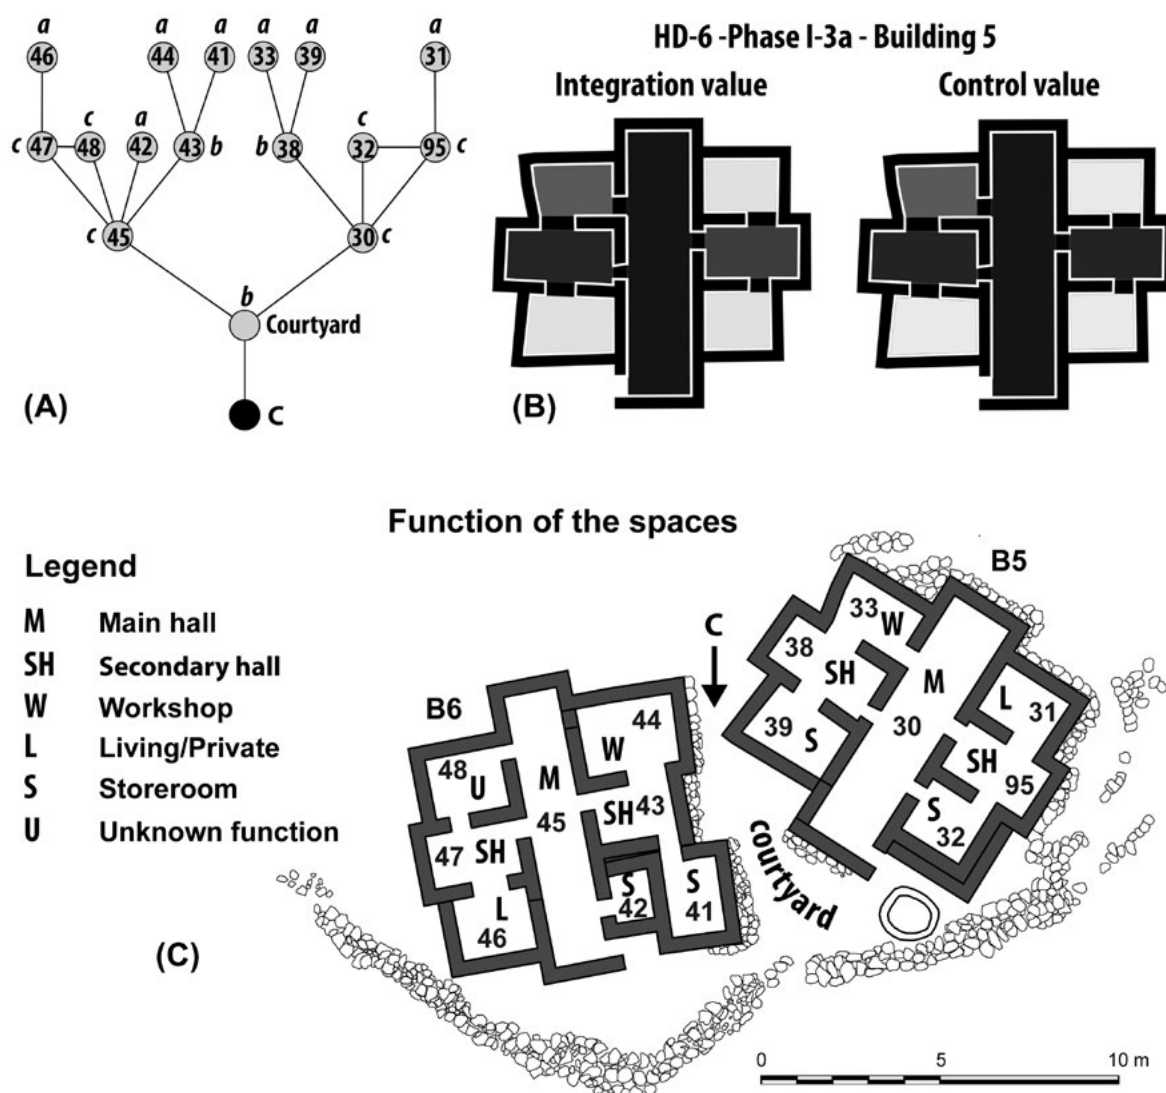 a a a a a a
46 44 41 33 39 31
c a c
c 47 48 42 43 b b 38 32 95 c
c 45 30 c
b
Courtyard
(A) C
HD-6 -Phase I-3a - Building 5
Integration value Control value
(B)
Function of the spaces
Legend
M Main hall
SH Secondary hall
W Workshop
L Living/Private
S Storeroom
U Unknown function
(C)
B6
44
W
48 U
M
45
SH 43
47 SH
L
46
S
42
S
41
C
B5
33 W
38
SH
M
L
31
39 S
30
SH
95
S
32
courtyard
0 5 10 m